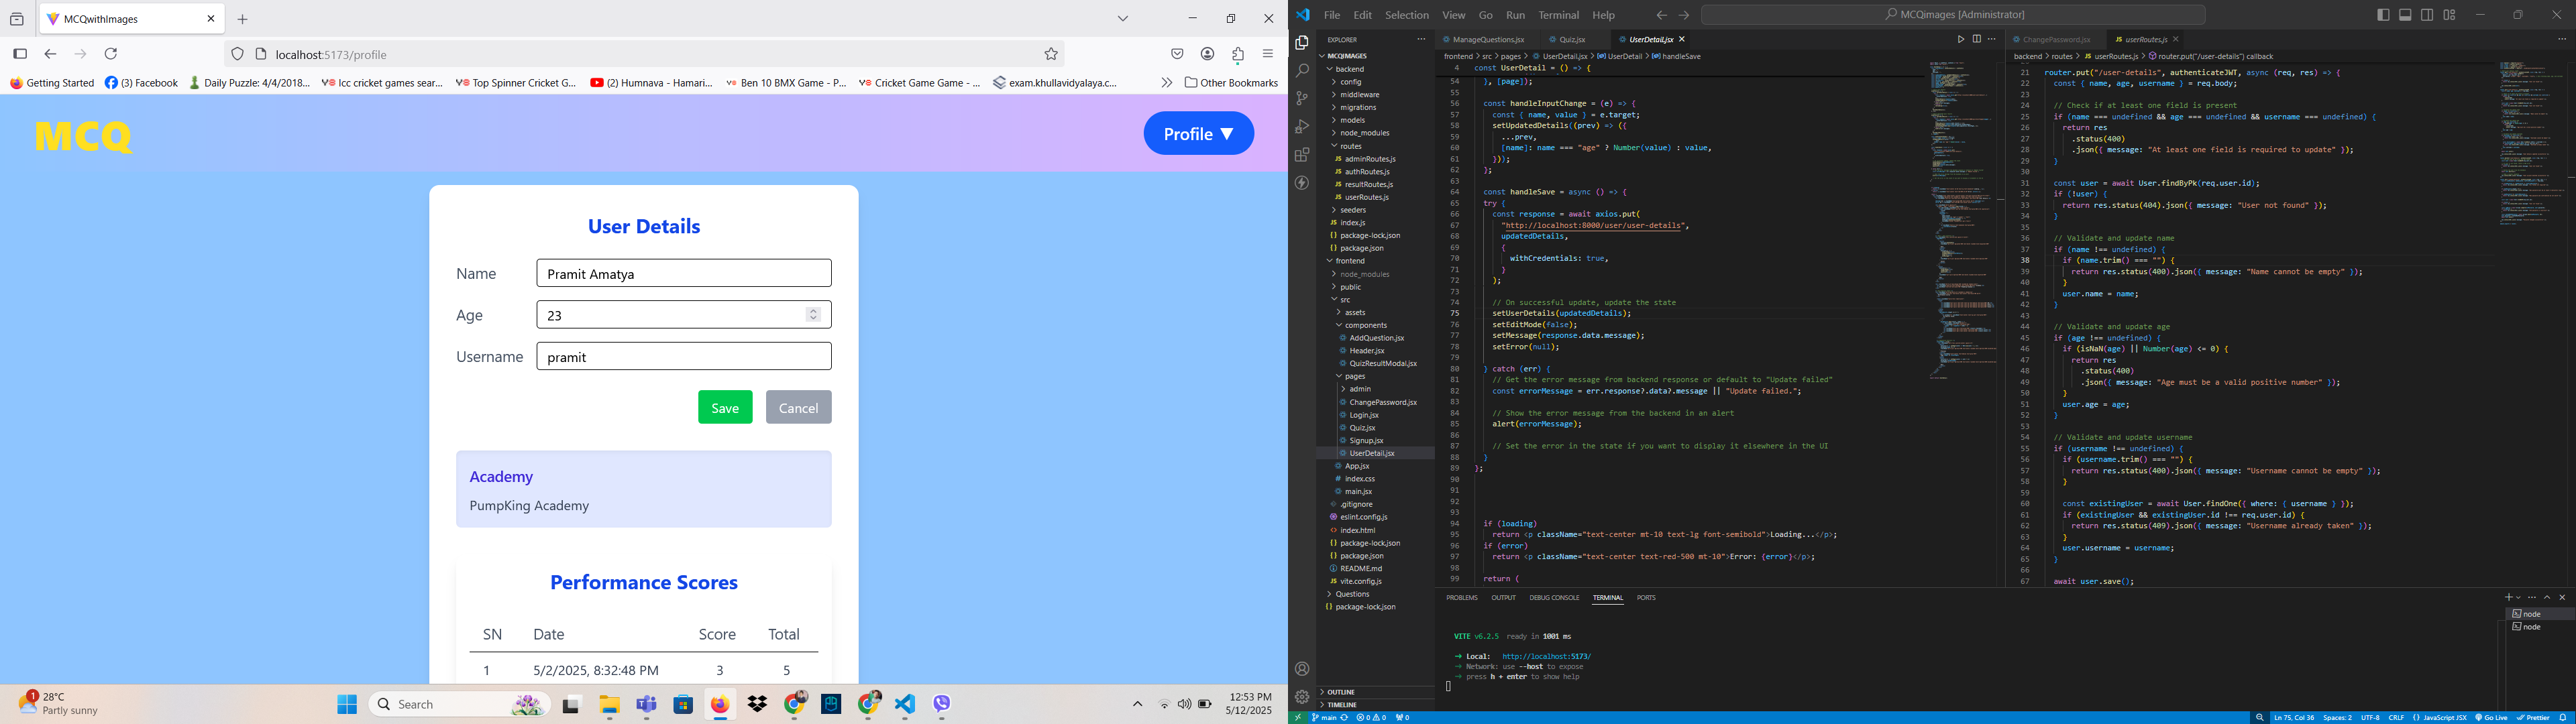 MCQwithImages
localhost:5173/profile
Getting Started
(3) Facebook
Daily Puzzle: 4/4/2018...
Icc cricket games sear...
Top Spinner Cricket G...
(2) Humnava - Hamari...
Ben 10 BMX Game - P...
Cricket Game Game - ...
exam.khullavidyalaya.c...
Other Bookmarks
MCQ
Profile ▼
User Details
Name
Pramit Amatya
Age
23
Username
pramit
Save
Cancel
Academy
PumpKing Academy
Performance Scores
SN Date Score Total
1 5/2/2025, 8:32:48 PM 3 5
1
28°C
Partly sunny
Search
12:53 PM
5/12/2025
File Edit Selection View Go Run Terminal Help
MCQimages [Administrator]
EXPLORER
MCQIMAGES
backend
config
middleware
migrations
models
node_modules
routes
JS adminRoutes.js
JS authRoutes.js
JS resultRoutes.js
JS userRoutes.js
seeders
JS index.js
{} package-lock.json
{} package.json
frontend
node_modules
public
src
assets
components
AddQuestion.jsx
Header.jsx
QuizResultModal.jsx
pages
admin
ChangePassword.jsx
Login.jsx
Quiz.jsx
Signup.jsx
UserDetail.jsx
App.jsx
# index.css
main.jsx
.gitignore
eslint.config.js
<> index.html
{} package-lock.json
{} package.json
README.md
JS vite.config.js
Questions
{} package-lock.json
OUTLINE
TIMELINE
ManageQuestions.jsx
Quiz.jsx
UserDetail.jsx
frontend > src > pages > UserDetail.jsx > UserDetail > handleSave
4 const UserDetail = () => {
54 }, [page]);
55
56 const handleInputChange = (e) => {
57 const { name, value } = e.target;
58 setUpdatedDetails((prev) => ({
59 ...prev,
60 [name]: name === "age" ? Number(value) : value,
61 }));
62 };
63
64 const handleSave = async () => {
65 try {
66 const response = await axios.put(
67 "http://localhost:8000/user/user-details",
68 updatedDetails,
69 {
70 withCredentials: true,
71 }
72 );
73
74 // On successful update, update the state
75 setUserDetails(updatedDetails);
76 setEditMode(false);
77 setMessage(response.data.message);
78 setError(null);
79
80 } catch (err) {
81 // Get the error message from backend response or default to "Update failed"
82 const errorMessage = err.response?.data?.message || "Update failed.";
83
84 // Show the error message from the backend in an alert
85 alert(errorMessage);
86
87 // Set the error in the state if you want to display it elsewhere in the UI
88 }
89 };
90
91
92
93
94 if (loading)
95 return <p className="text-center mt-10 text-lg font-semibold">Loading...</p>;
96 if (error)
97 return <p className="text-center text-red-500 mt-10">Error: {error}</p>;
98
99 return (
ChangePassword.jsx
JS userRoutes.js
backend > routes > JS userRoutes.js > router.put("/user-details") callback
21 router.put("/user-details", authenticateJWT, async (req, res) => {
22 const { name, age, username } = req.body;
23
24 // Check if at least one field is present
25 if (name === undefined && age === undefined && username === undefined) {
26 return res
27 .status(400)
28 .json({ message: "At least one field is required to update" });
29 }
30
31 const user = await User.findByPk(req.user.id);
32 if (!user) {
33 return res.status(404).json({ message: "User not found" });
34 }
35
36 // Validate and update name
37 if (name !== undefined) {
38 if (name.trim() === "") {
39 return res.status(400).json({ message: "Name cannot be empty" });
40 }
41 user.name = name;
42 }
43
44 // Validate and update age
45 if (age !== undefined) {
46 if (isNaN(age) || Number(age) <= 0) {
47 return res
48 .status(400)
49 .json({ message: "Age must be a valid positive number" });
50 }
51 user.age = age;
52 }
53
54 // Validate and update username
55 if (username !== undefined) {
56 if (username.trim() === "") {
57 return res.status(400).json({ message: "Username cannot be empty" });
58 }
59
60 const existingUser = await User.findOne({ where: { username } });
61 if (existingUser && existingUser.id !== req.user.id) {
62 return res.status(409).json({ message: "Username already taken" });
63 }
64 user.username = username;
65 }
66
67 await user.save();
PROBLEMS OUTPUT DEBUG CONSOLE TERMINAL PORTS
VITE v6.2.5 ready in 1001 ms
➜ Local: http://localhost:5173/
➜ Network: use --host to expose
➜ press h + enter to show help
node
node
main
0 0
0
Ln 75, Col 36 Spaces: 2 UTF-8 CRLF {} JavaScript JSX Go Live Prettier